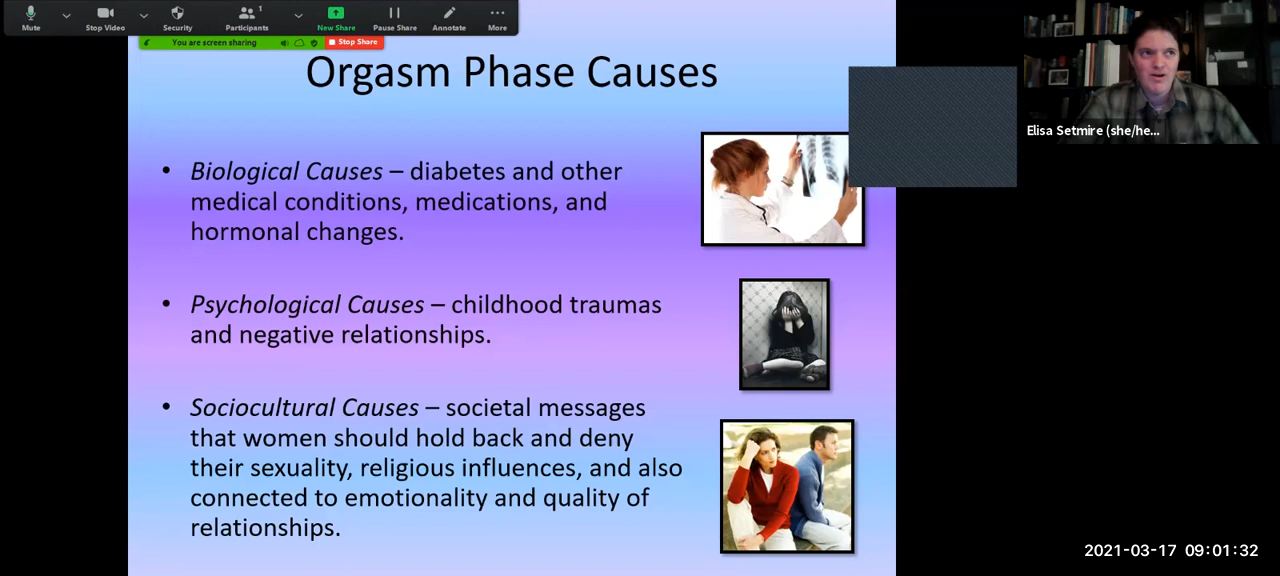 Mute
Stop Video
Security
Participants
1
New Share
Pause Share
Annotate
More
You are screen sharing
Stop Share
Orgasm Phase Causes
Elisa Setmire (she/he...
• Biological Causes – diabetes and other
medical conditions, medications, and
hormonal changes.
• Psychological Causes – childhood traumas
and negative relationships.
• Sociocultural Causes – societal messages
that women should hold back and deny
their sexuality, religious influences, and also
connected to emotionality and quality of
relationships.
2021-03-17 09:01:32